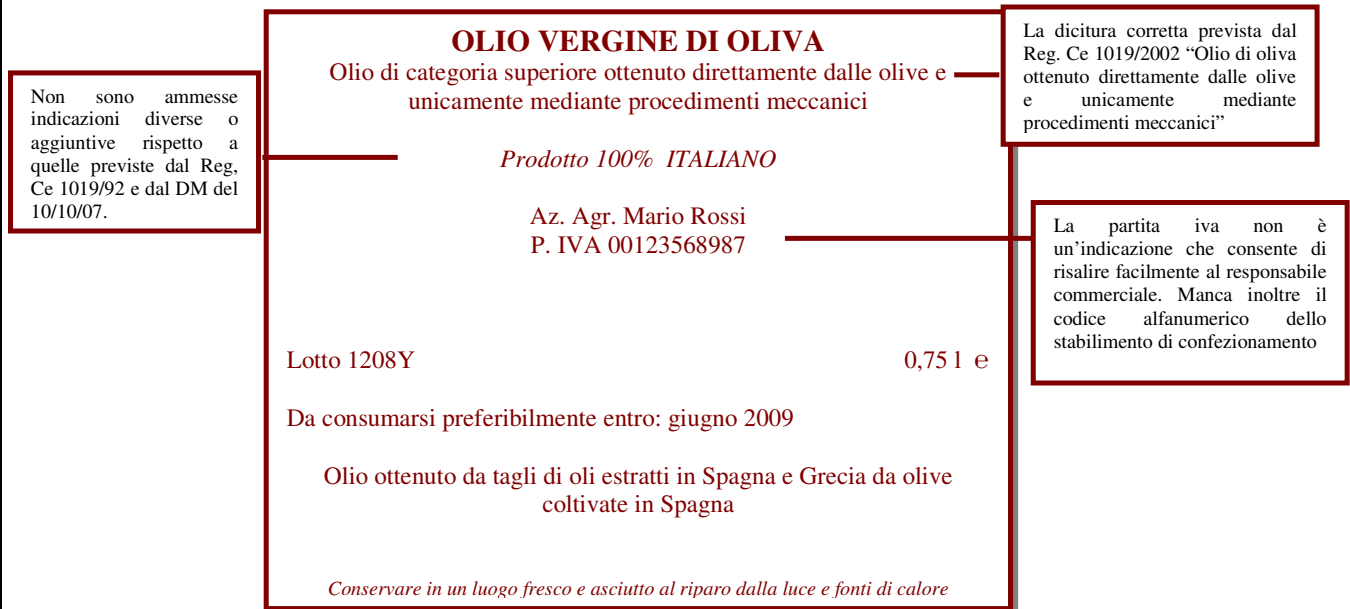 OLIO VERGINE DI OLIVA
Olio di categoria superiore ottenuto direttamente dalle olive e
unicamente mediante procedimenti meccanici
Prodotto 100% ITALIANO
Az. Agr. Mario Rossi
P. IVA 00123568987
Lotto 1208Y
0,75 l e
Da consumarsi preferibilmente entro: giugno 2009
Olio ottenuto da tagli di oli estratti in Spagna e Grecia da olive
coltivate in Spagna
Conservare in un luogo fresco e asciutto al riparo dalla luce e fonti di calore
Non sono ammesse
indicazioni diverse o
aggiuntive rispetto a
quelle previste dal Reg,
Ce 1019/92 e dal DM del
10/10/07.
La dicitura corretta prevista dal
Reg. Ce 1019/2002 “Olio di oliva
ottenuto direttamente dalle olive
e unicamente mediante
procedimenti meccanici”
La partita iva non è
un’indicazione che consente di
risalire facilmente al responsabile
commerciale. Manca inoltre il
codice alfanumerico dello
stabilimento di confezionamento